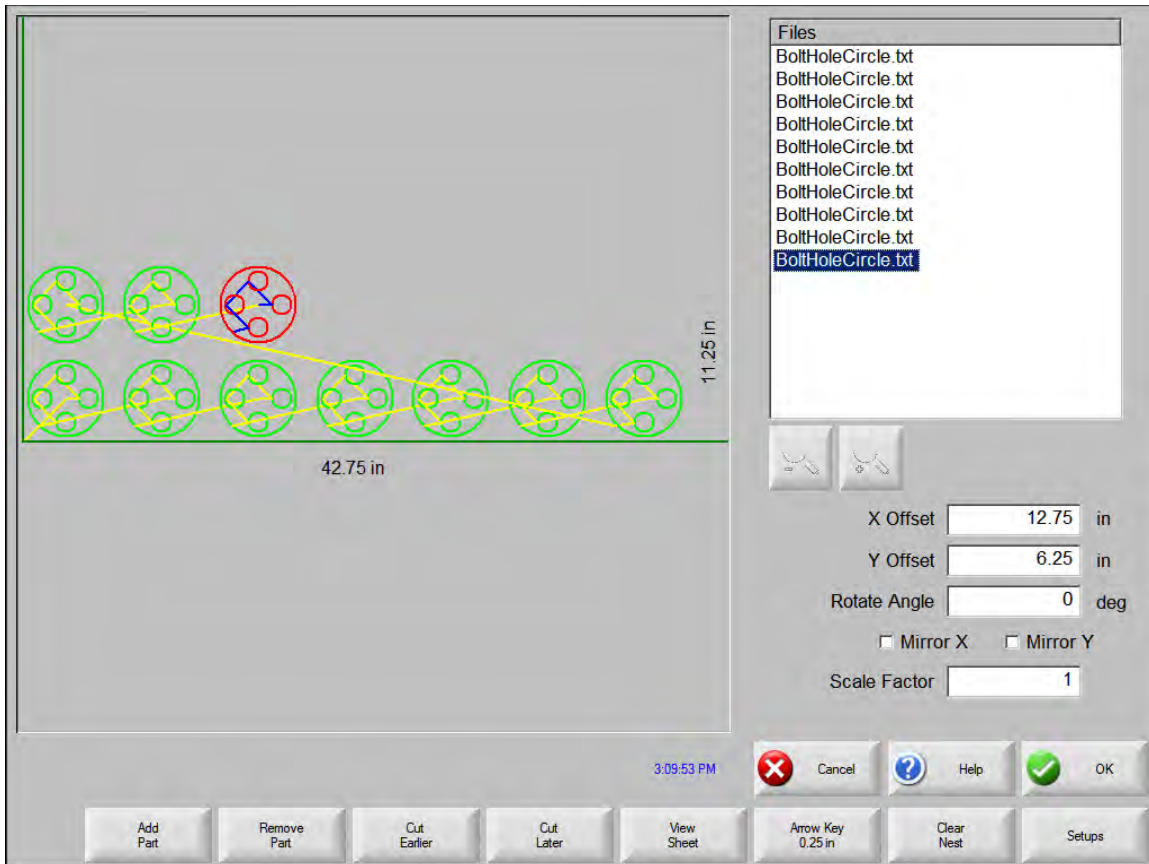 Files
BoltHoleCircle.txt
BoltHoleCircle.txt
BoltHoleCircle.txt
BoltHoleCircle.txt
BoltHoleCircle.txt
BoltHoleCircle.txt
BoltHoleCircle.txt
BoltHoleCircle.txt
BoltHoleCircle.txt
BoltHoleCircle.txt
11.25 in
42.75 in
X Offset 12.75 in
Y Offset 6.25 in
Rotate Angle 0 deg
Mirror X Mirror Y
Scale Factor 1
3:09:53 PM
Cancel
Help
OK
Add
Part
Remove
Part
Cut
Earlier
Cut
Later
View
Sheet
Arrow Key
0.25 in
Clear
Nest
Setups